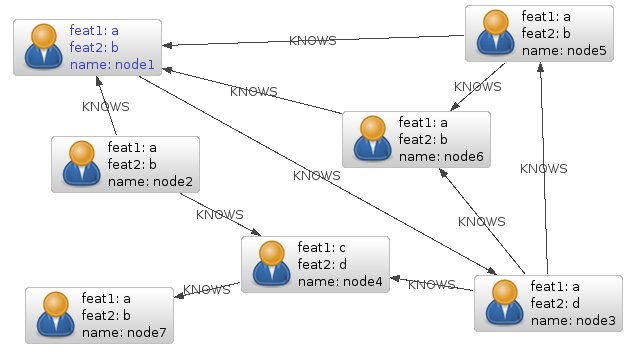 feat1: a
feat2: b
name: node1
KNOWS
feat1: a
feat2: b
name: node5
KNOWS
KNOWS
KNOWS
feat1: a
feat2: b
name: node6
feat1: a
feat2: b
name: node2
KNOWS
KNOWS
KNOWS
KNOWS
feat1: c
feat2: d
name: node4
KNOWS
KNOWS
feat1: a
feat2: d
name: node3
feat1: a
feat2: b
name: node7